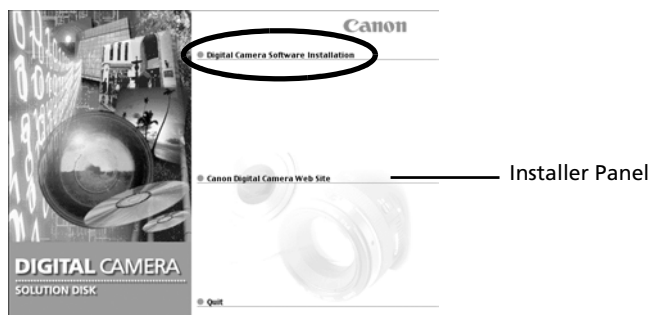 Canon
Digital Camera Software Installation
Canon Digital Camera Web Site
Installer Panel
DIGITAL CAMERA
SOLUTION DISK
Quit